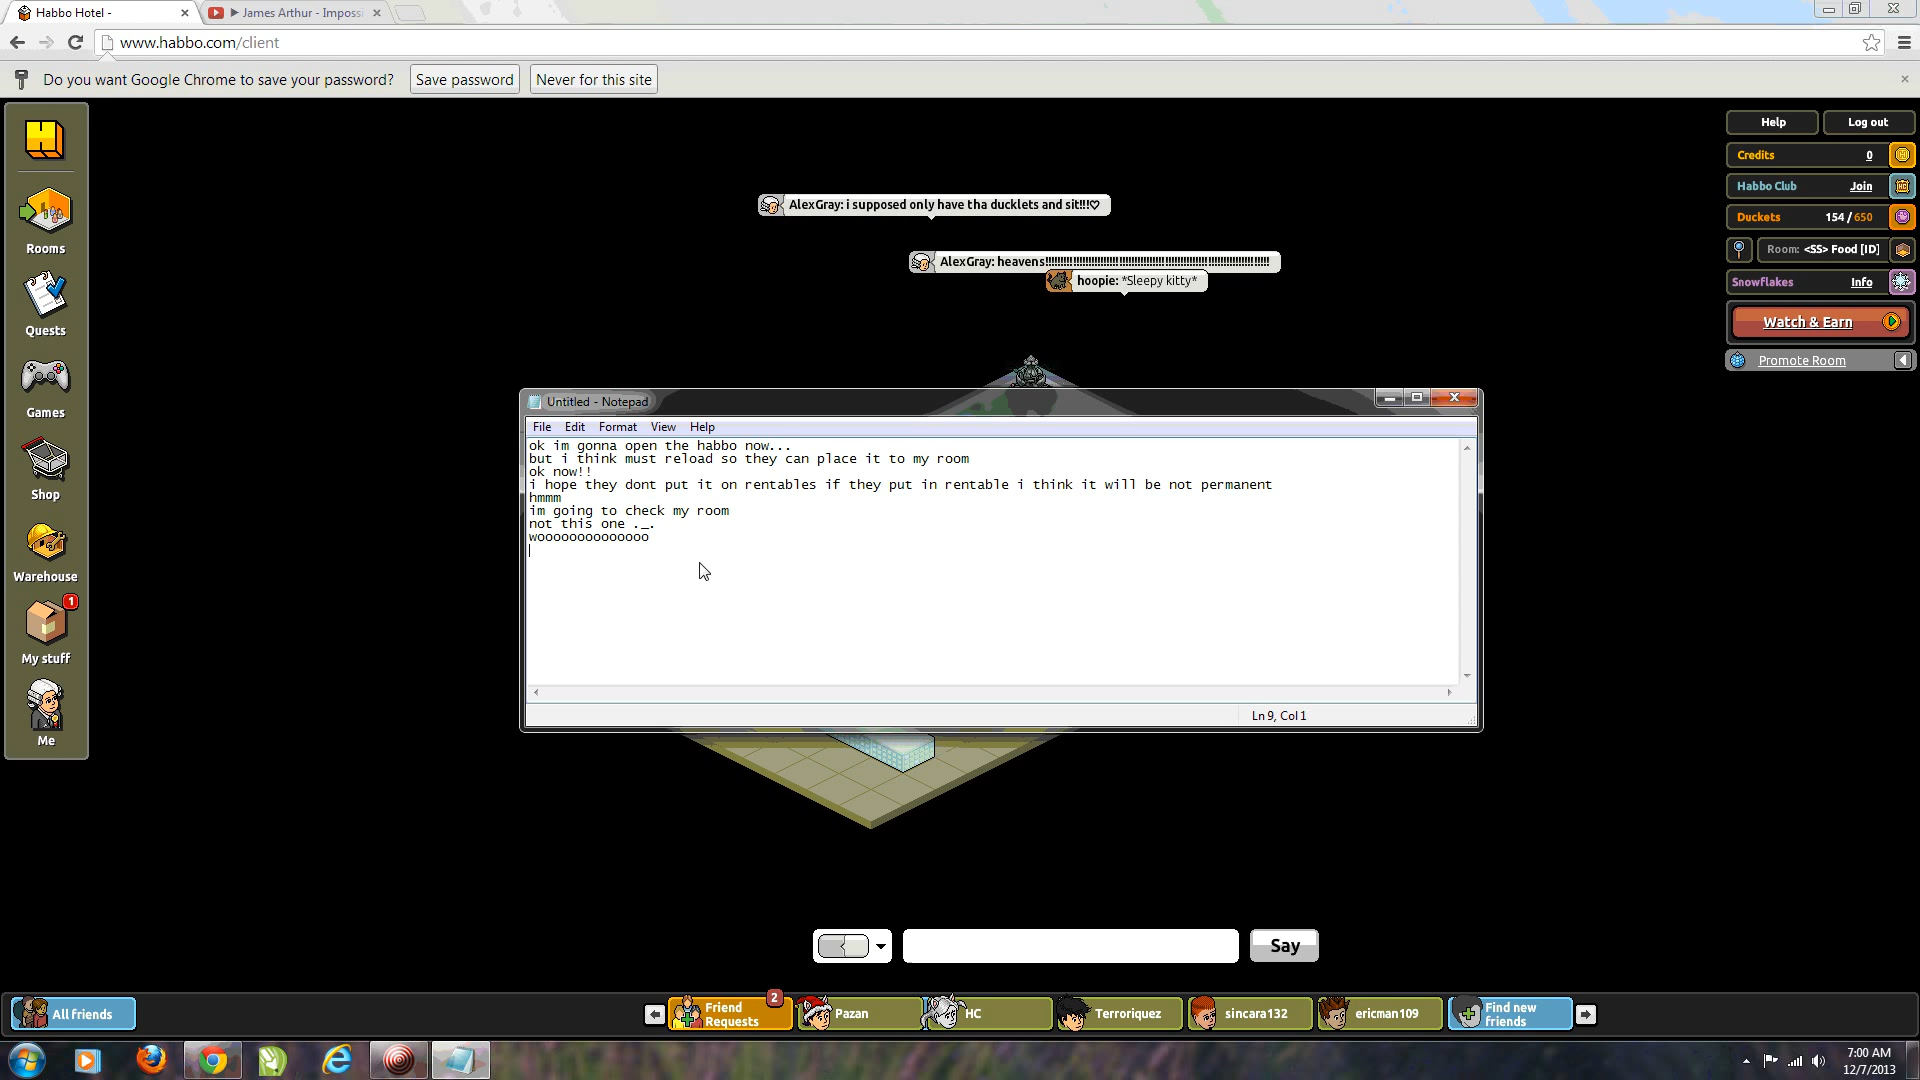 Habbo Hotel -
James Arthur - Imposs
www.habbo.com/client
Do you want Google Chrome to save your password?
Save password
Never for this site
Rooms
Quests
Games
Shop
Warehouse
1
My stuff
Me
AlexGray: i supposed only have tha ducklets and sit!!!♡
AlexGray: heavens!!!!!!!!!!!!!!!!!!!!!!!!!!!!!!!!!!!!!!!!!!!!!!!!!!!!!!!!!!!!!!!!!!!!!!!!
hoopie: *Sleepy kitty*
Help
Log out
Credits 0
Habbo Club Join
Duckets 154 / 650
Room: <SS> Food [ID]
Snowflakes Info
Watch & Earn
Promote Room
Untitled - Notepad
File Edit Format View Help
ok im gonna open the habbo now...
but i think must reload so they can place it to my room
ok now!!
i hope they dont put it on rentables if they put in rentable i think it will be not permanent
hmmm
im going to check my room
not this one ._.
woooooooooooooo
Ln 9, Col 1
Say
All friends
Friend
Requests
2
Pazan
HC
Terroriquez
sincara132
ericman109
Find new
friends
7:00 AM
12/7/2013